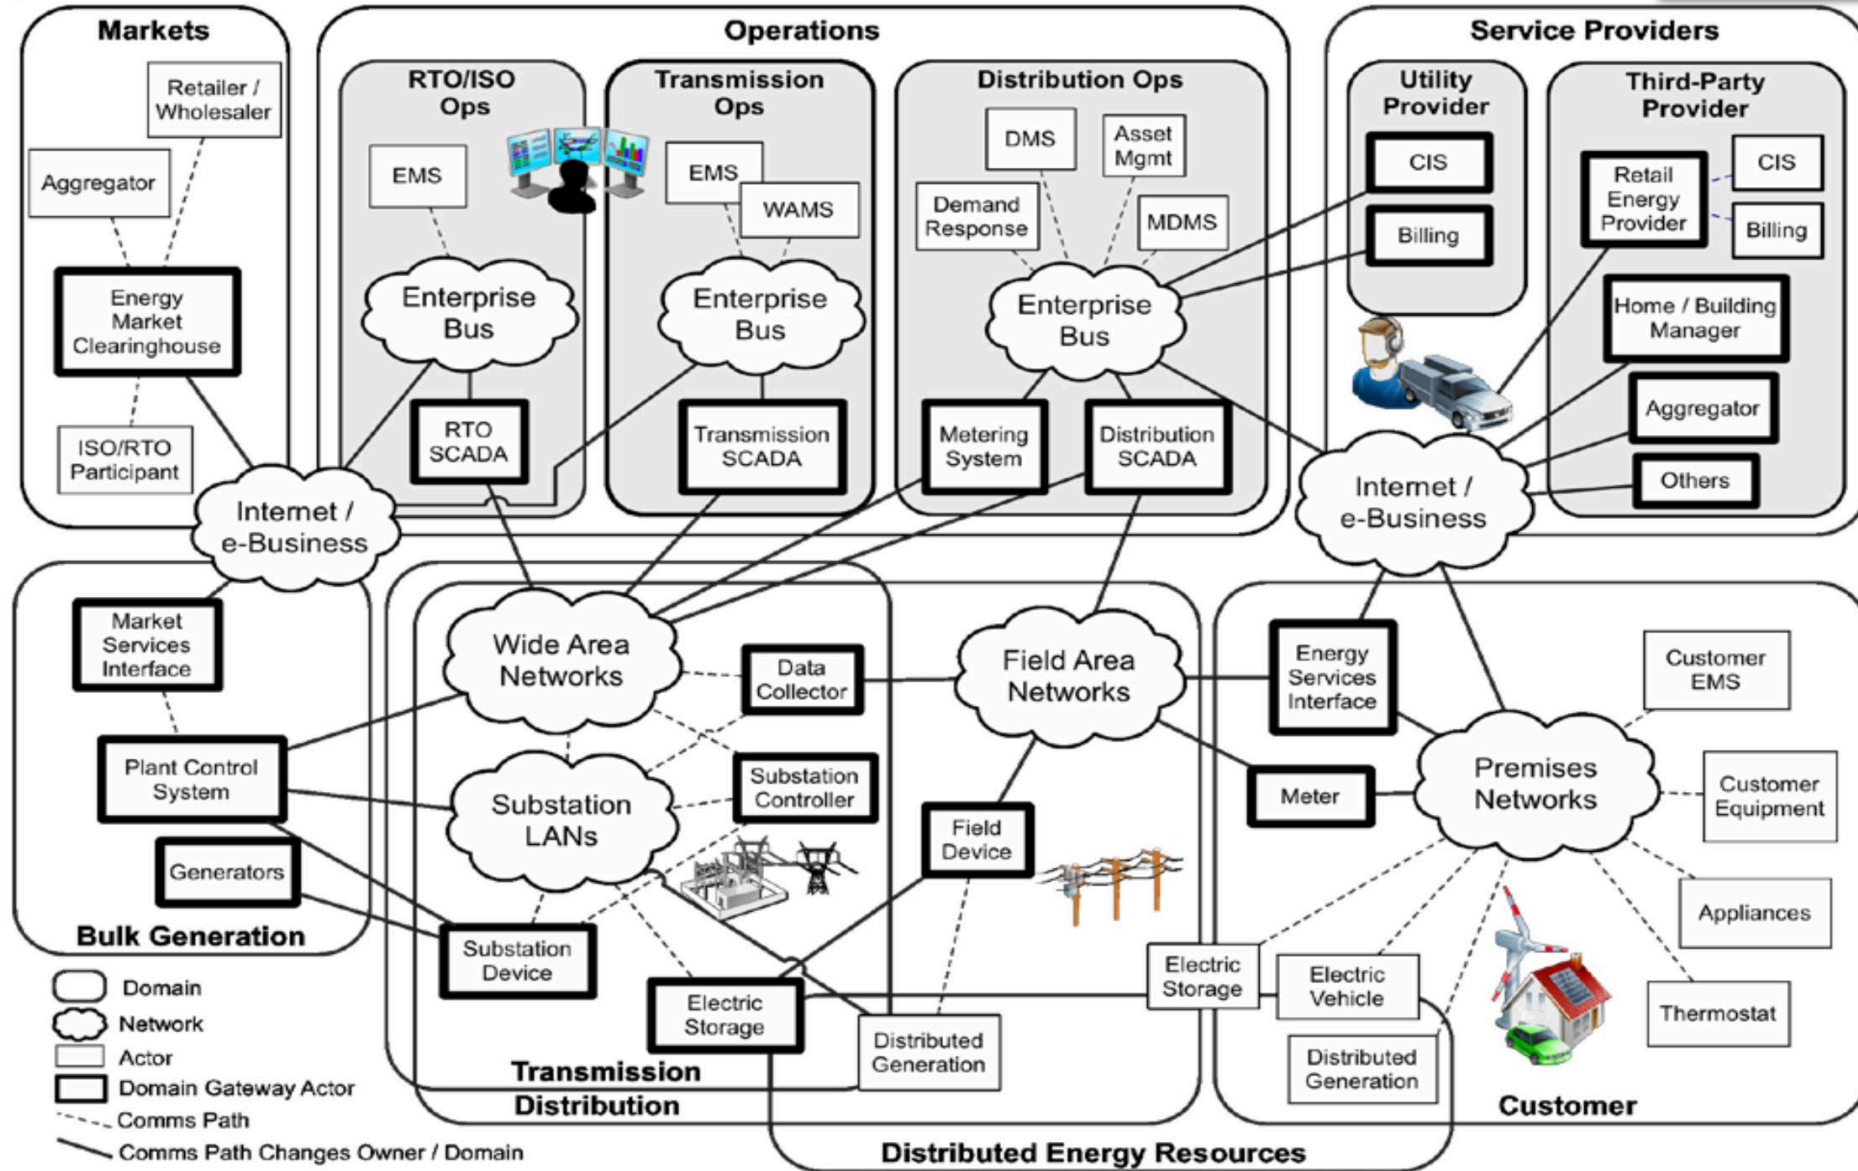 Markets
Retailer /
Wholesaler
Aggregator
Energy
Market
Clearinghouse
ISO/RTO
Participant
Internet /
e-Business
Operations
RTO/ISO
Ops
EMS
Enterprise
Bus
RTO
SCADA
Transmission
Ops
EMS
WAMS
Enterprise
Bus
Transmission
SCADA
Distribution Ops
DMS
Asset
Mgmt
Demand
Response
MDMS
Enterprise
Bus
Metering
System
Distribution
SCADA
Service Providers
Utility
Provider
CIS
Billing
Third-Party
Provider
Retail
Energy
Provider
CIS
Billing
Home / Building
Manager
Aggregator
Others
Internet /
e-Business
Market
Services
Interface
Plant Control
System
Generators
Bulk Generation
Wide Area
Networks
Data
Collector
Substation
LANs
Substation
Controller
Substation
Device
Electric
Storage
Distributed
Generation
Transmission
Distribution
Field Area
Networks
Field
Device
Energy
Services
Interface
Meter
Premises
Networks
Customer
EMS
Customer
Equipment
Appliances
Thermostat
Electric
Storage
Electric
Vehicle
Distributed
Generation
Customer
Distributed Energy Resources
Domain
Network
Actor
Domain Gateway Actor
Comms Path
Comms Path Changes Owner / Domain